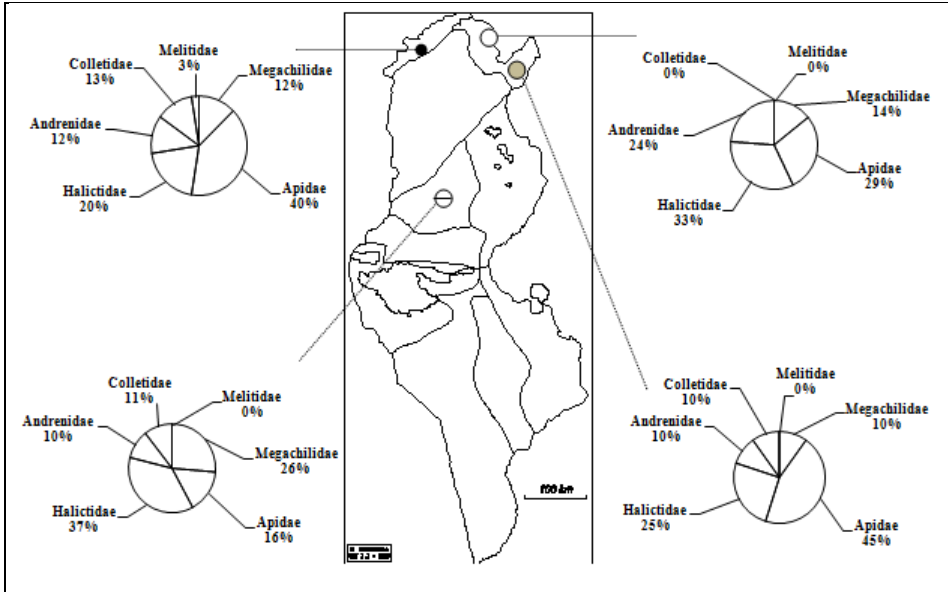 Melitidae
3%
Colletidae
13%
Megachilidae
12%
Andrenidae
12%
Halictidae
20%
Apidae
40%
Melitidae
0%
Colletidae
0%
Megachilidae
14%
Andrenidae
24%
Apidae
29%
Halictidae
33%
Colletidae
11%
Melitidae
0%
Andrenidae
10%
Megachilidae
26%
Halictidae
37%
Apidae
16%
Melitidae
0%
Colletidae
10%
Megachilidae
10%
Andrenidae
10%
Halictidae
25%
Apidae
45%
100 km